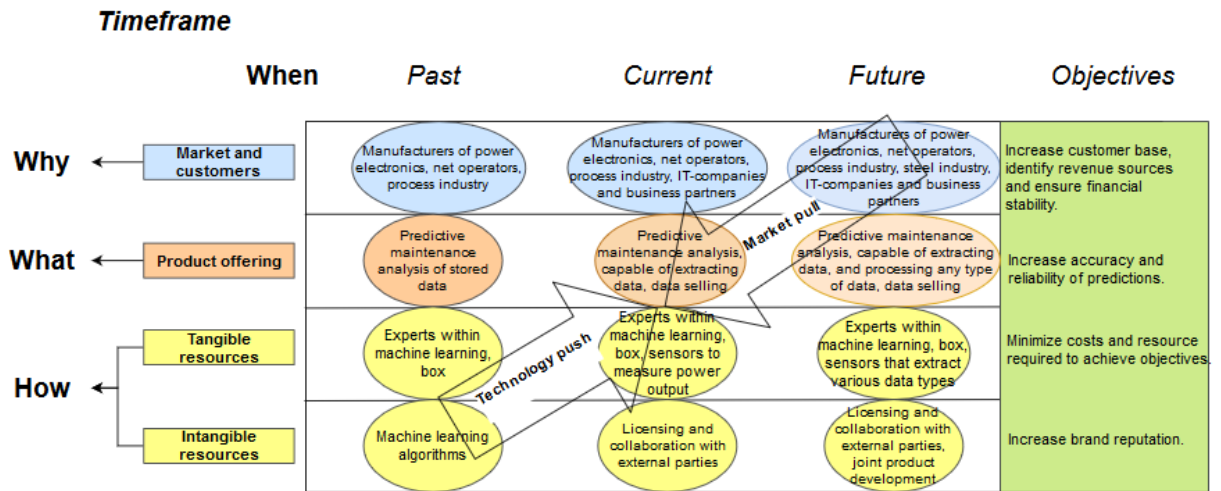 Timeframe
When
Past
Current
Future
Objectives
Why
Market and
customers
Manufacturers of power
electronics, net operators,
process industry
Manufacturers of power
electronics, net operators,
process industry, IT-companies
and business partners
Manufacturers of power
electronics, net operators,
process industry, steel industry,
IT-companies and business
partners
Increase customer base,
identify revenue sources
and ensure financial
stability.
Market pull
What
Product offering
Predictive
maintenance
analysis of stored
data
Predictive
maintenance analysis,
capable of extracting
data, data selling
Predictive maintenance
analysis, capable of extracting
data, and processing any type
of data, data selling
Increase accuracy and
reliability of predictions.
How
Tangible
resources
Experts within
machine learning,
box
Technology push
Experts within
machine learning,
box, sensors to
measure power
output
Experts within
machine learning, box,
sensors that extract
various data types
Minimize costs and resource
required to achieve objectives.
Intangible
resources
Machine learning
algorithms
Licensing and
collaboration with
external parties
Licensing and
collaboration with
external parties,
joint product
development
Increase brand reputation.